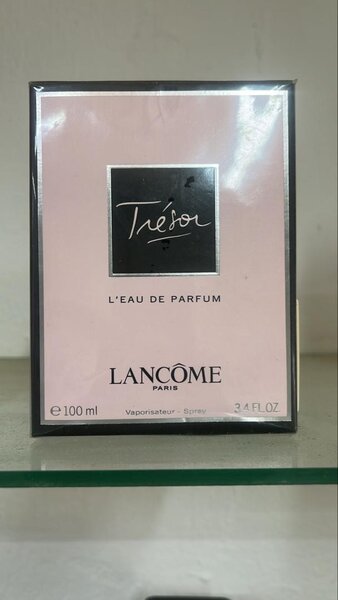 Trésor
L'EAU DE PARFUM
LANCÔME
PARIS
℮ 100 ml Vaporisateur - Spray 3.4 FL.OZ